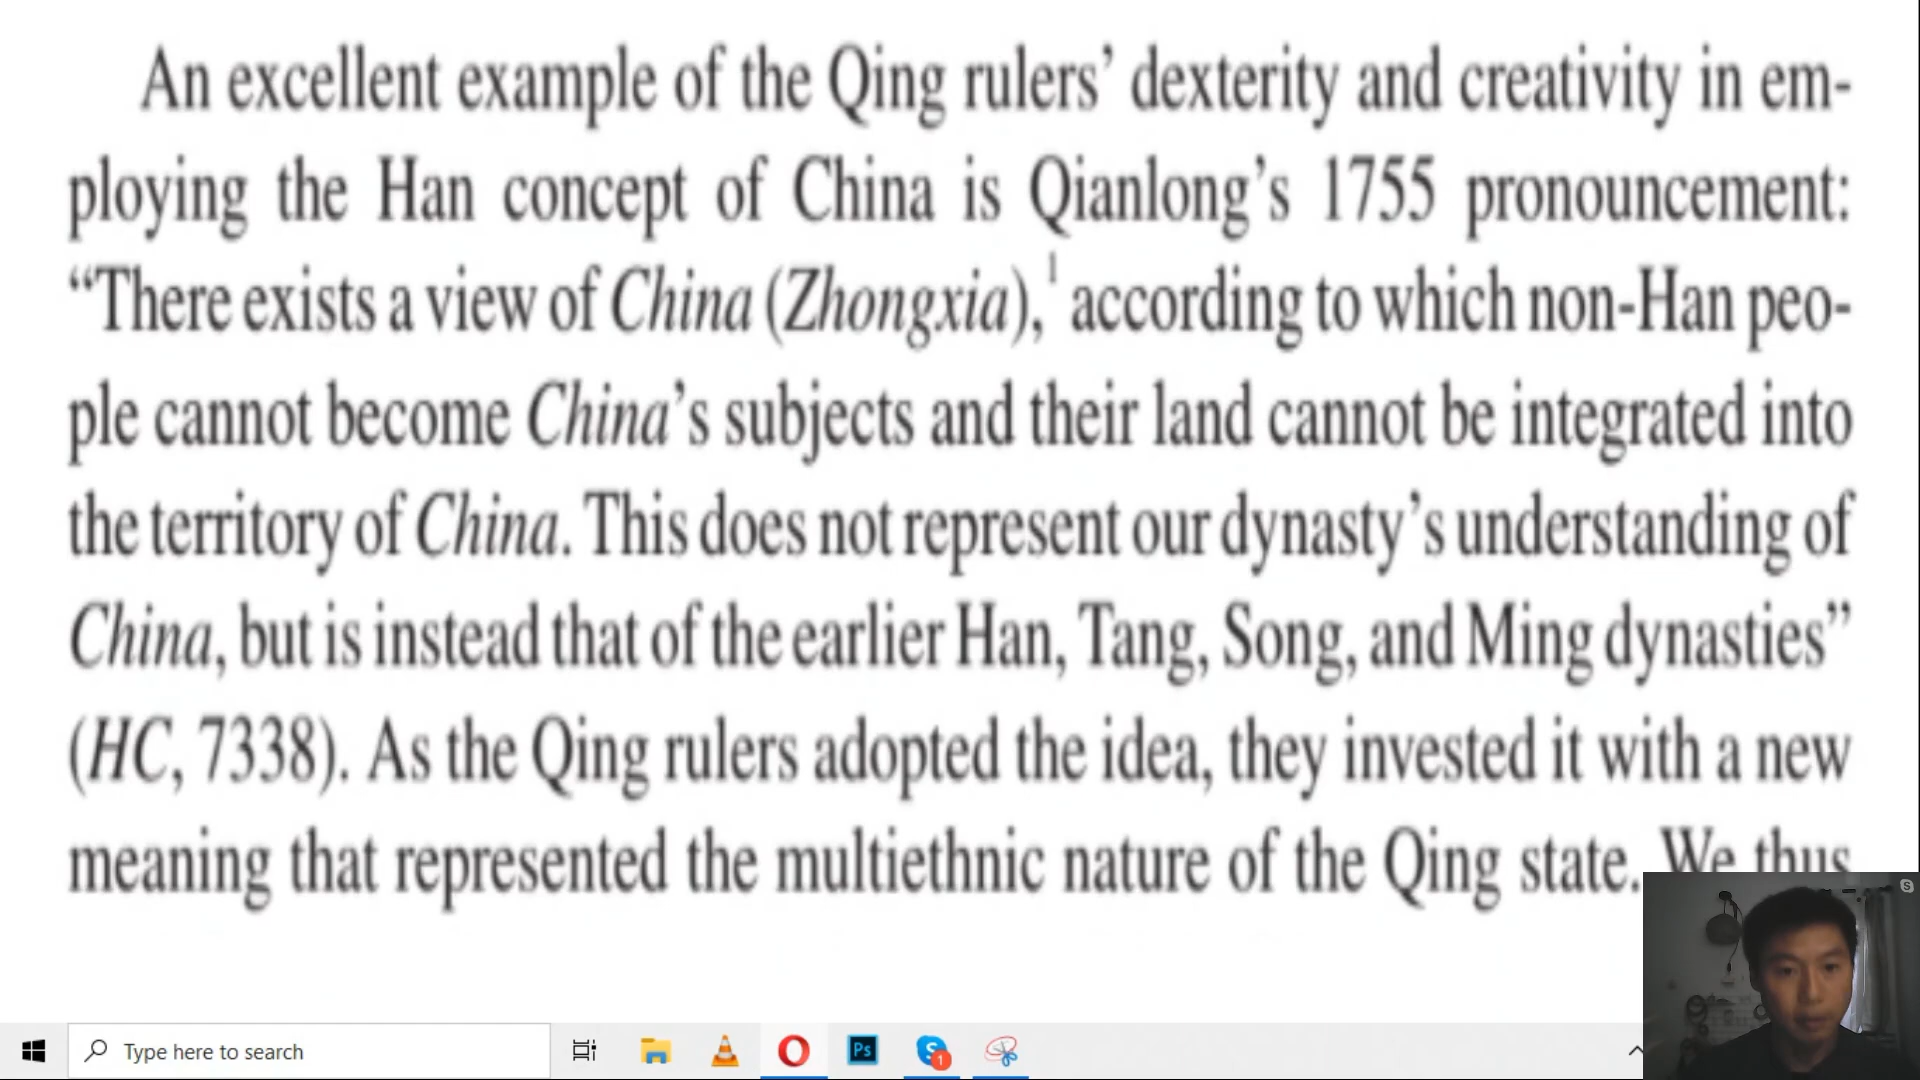 An excellent example of the Qing rulers’ dexterity and creativity in em-
ploying the Han concept of China is Qianlong’s 1755 pronouncement:
“There exists a view of China (Zhongxia),¹ according to which non-Han peo-
ple cannot become China’s subjects and their land cannot be integrated into
the territory of China. This does not represent our dynasty’s understanding of
China, but is instead that of the earlier Han, Tang, Song, and Ming dynasties”
(HC, 7338). As the Qing rulers adopted the idea, they invested it with a new
meaning that represented the multiethnic nature of the Qing state. We thus
Type here to search
Ps
S
1